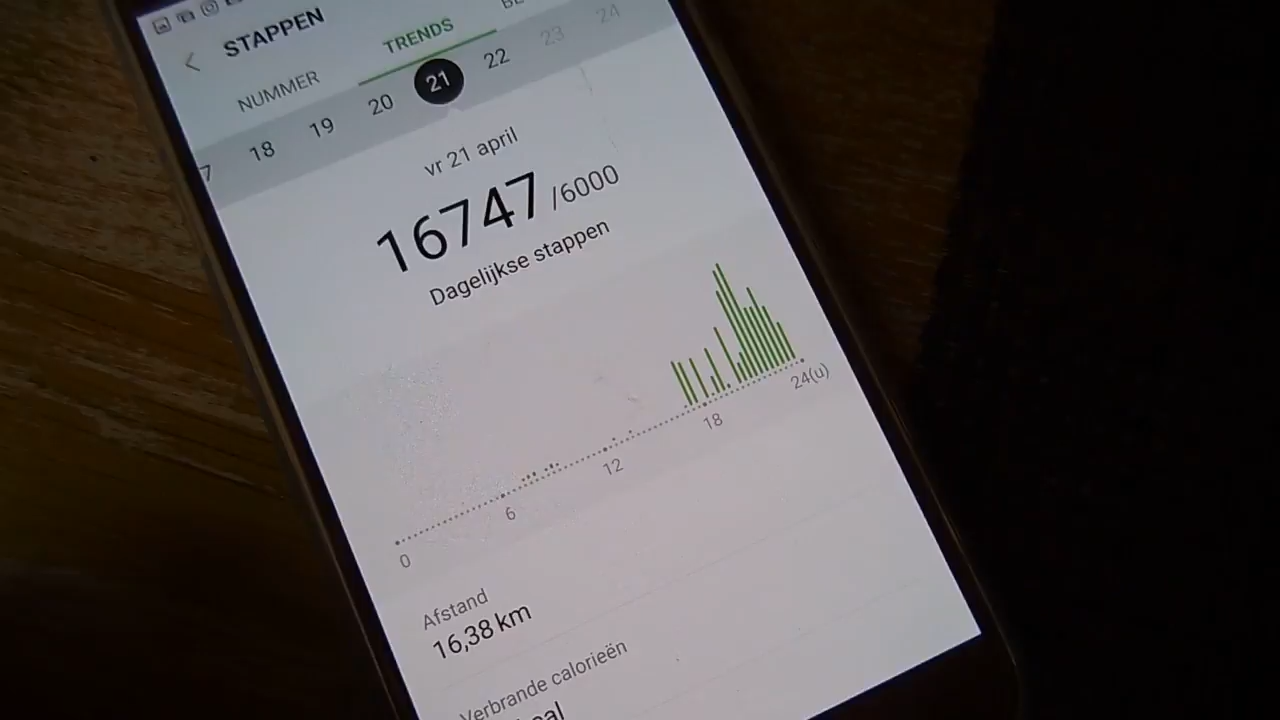 STAPPEN
NUMMER
TRENDS
18
19
20
21
22
23
24
vr 21 april
16747/6000
Dagelijkse stappen
0
6
12
18
24(u)
Afstand
16,38 km
Verbrande calorieën